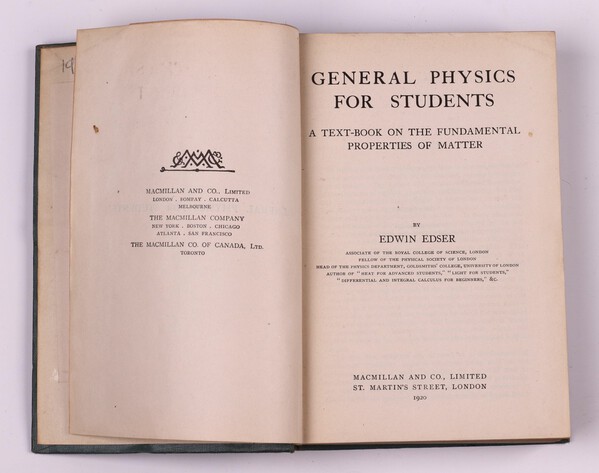 MACMILLAN AND CO., LIMITED
LONDON . BOMBAY . CALCUTTA
MELBOURNE
THE MACMILLAN COMPANY
NEW YORK . BOSTON . CHICAGO
ATLANTA . SAN FRANCISCO
THE MACMILLAN CO. OF CANADA, LTD.
TORONTO
GENERAL PHYSICS
FOR STUDENTS
A TEXT-BOOK ON THE FUNDAMENTAL
PROPERTIES OF MATTER
BY
EDWIN EDSER
ASSOCIATE OF THE ROYAL COLLEGE OF SCIENCE, LONDON
FELLOW OF THE PHYSICAL SOCIETY OF LONDON
HEAD OF THE PHYSICS DEPARTMENT, GOLDSMITHS' COLLEGE, UNIVERSITY OF LONDON
AUTHOR OF "HEAT FOR ADVANCED STUDENTS," "LIGHT FOR STUDENTS,"
"DIFFERENTIAL AND INTEGRAL CALCULUS FOR BEGINNERS," &C.
MACMILLAN AND CO., LIMITED
ST. MARTIN'S STREET, LONDON
1920